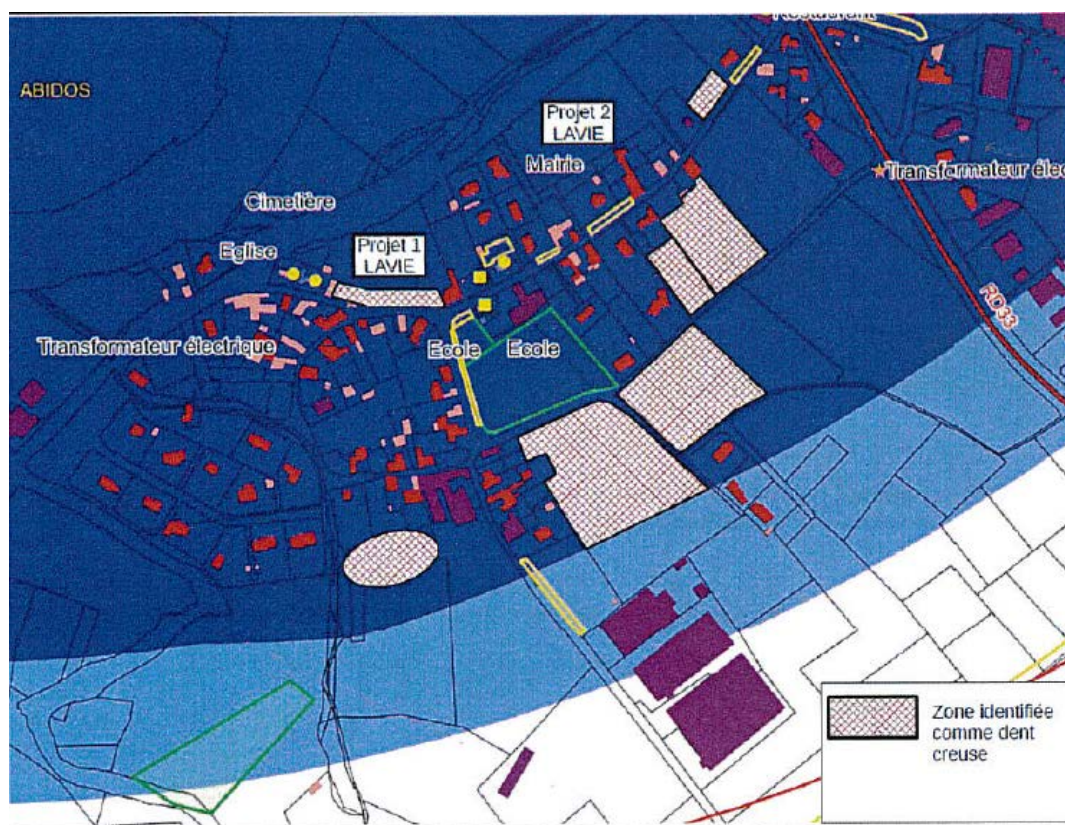 Restaurant
ABIDOS
Projet 2
LAVIE
Mairie
Transformateur élec
Cimetière
Projet 1
LAVIE
Eglise
RD33
Transformateur électrique
Ecole
Ecole
Zone identifiée
comme dent
creuse